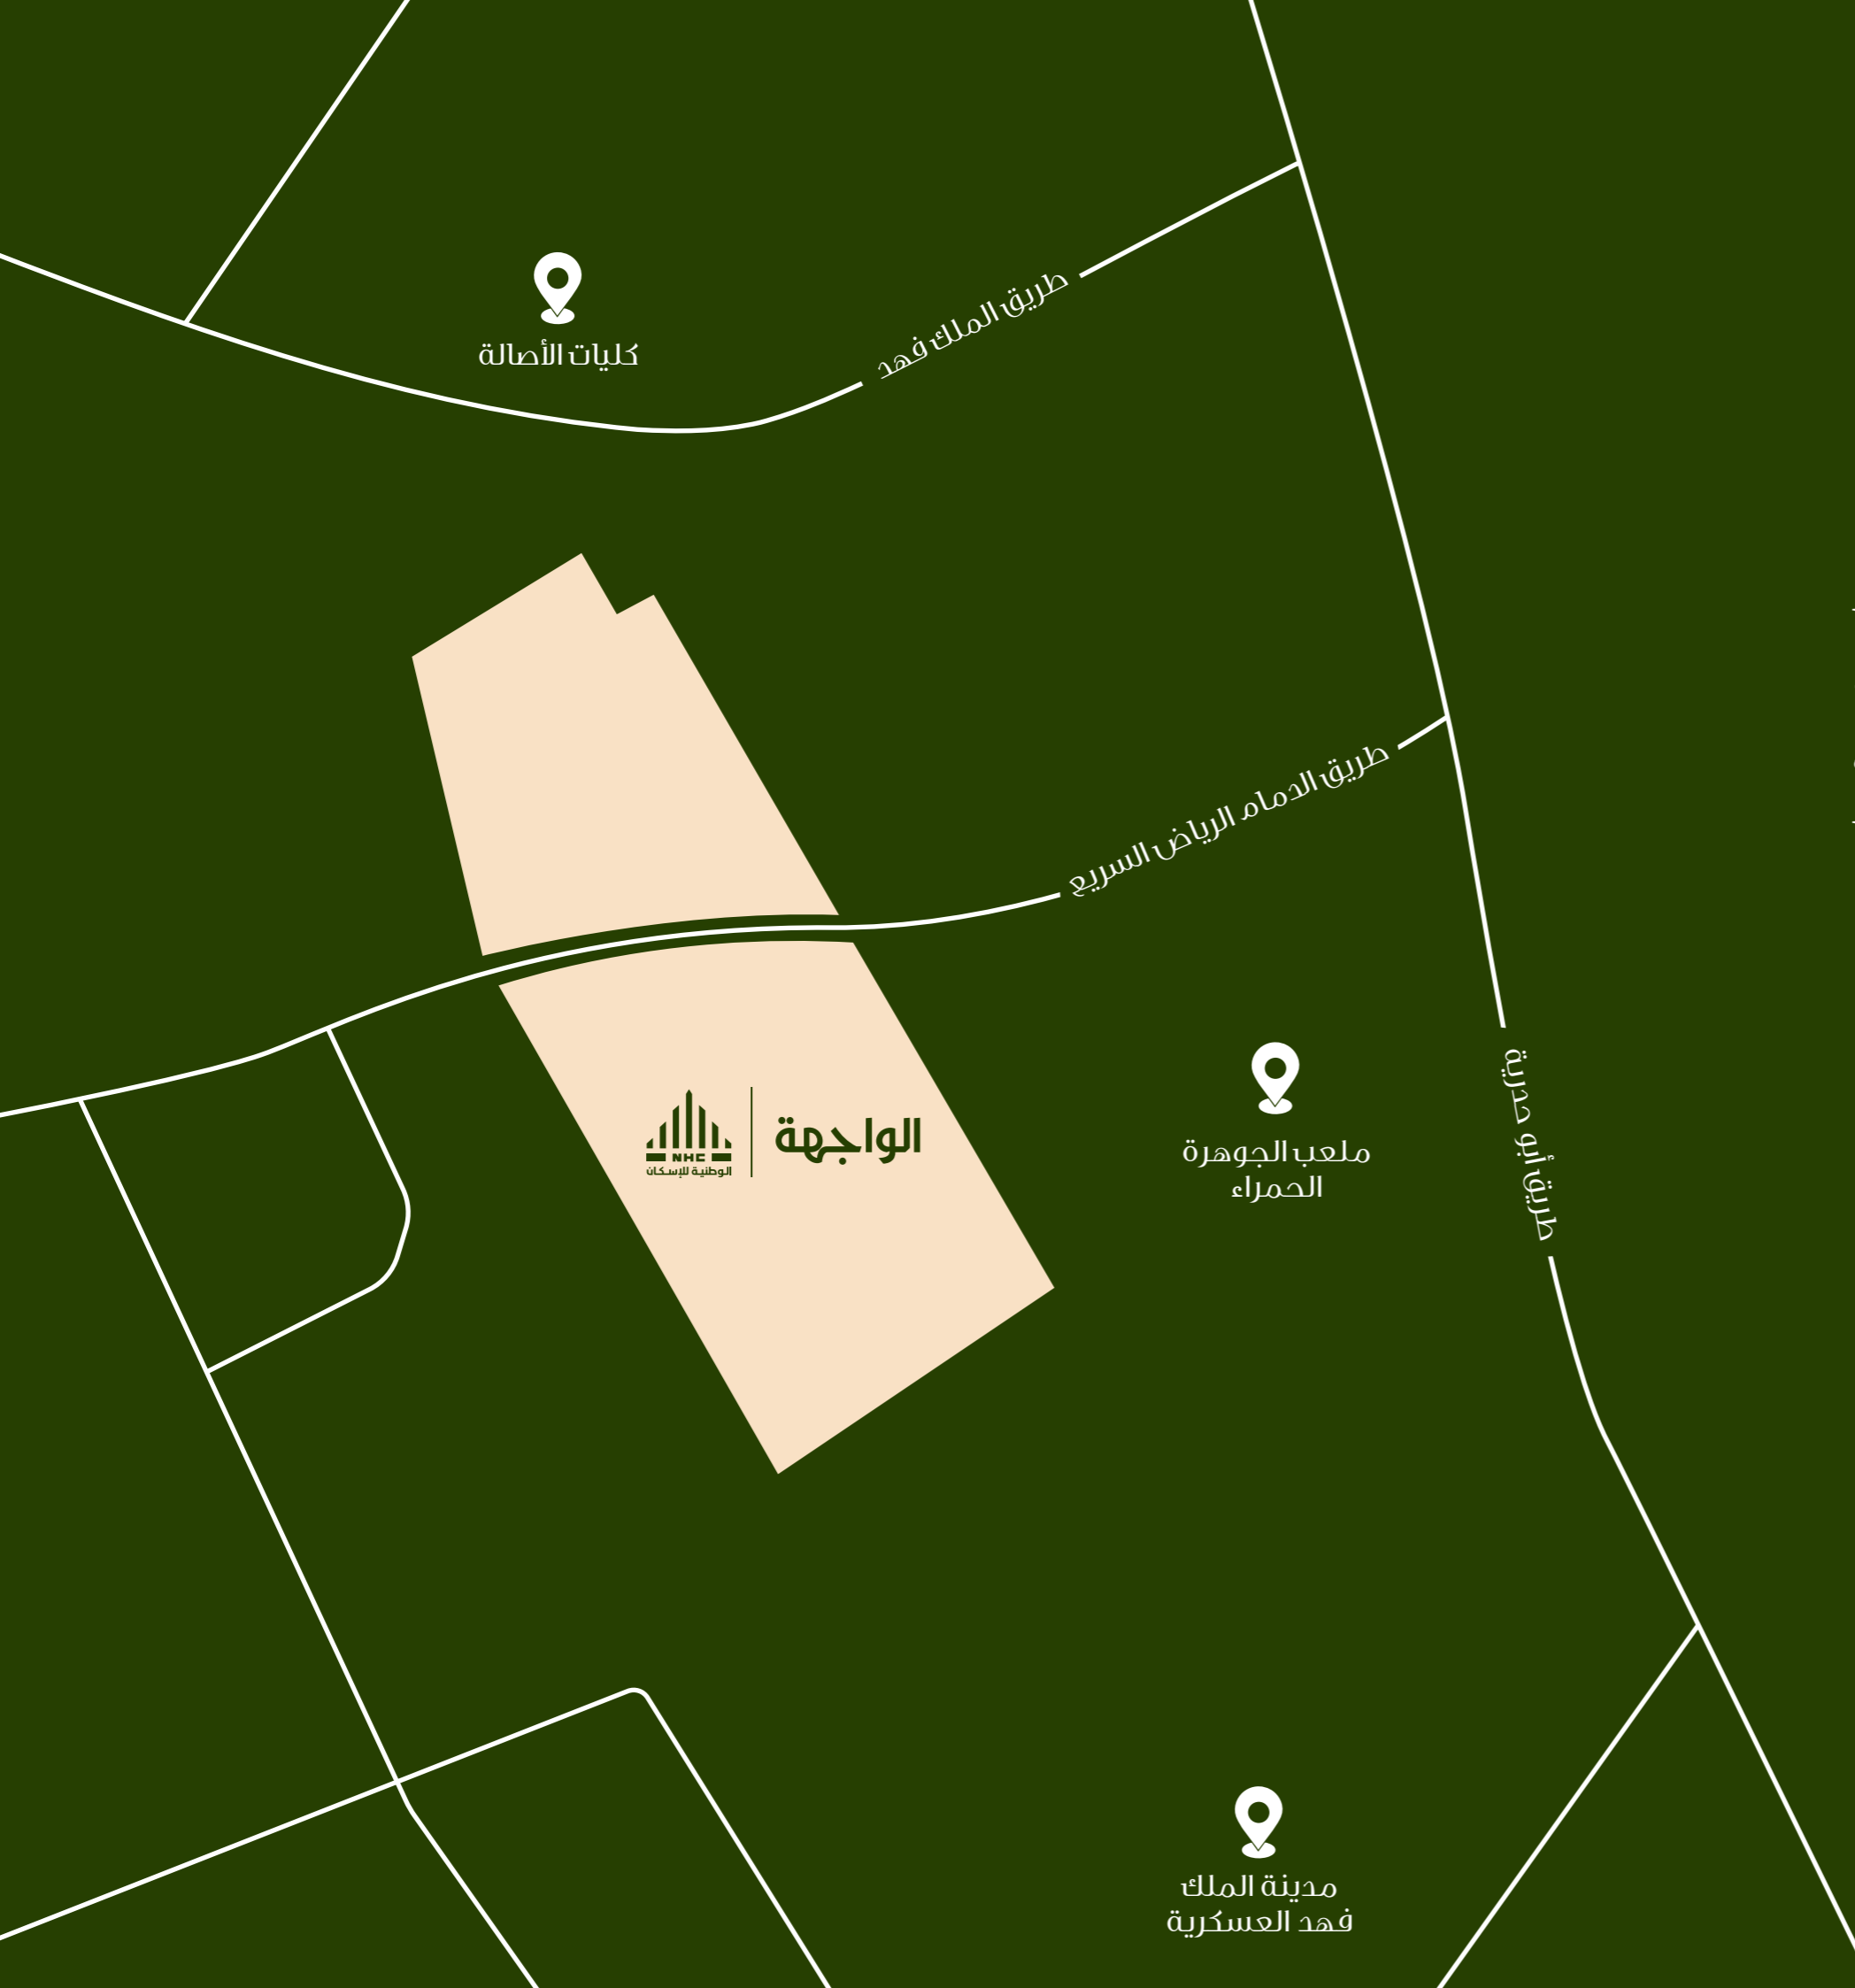 كليات الأصالة
طريق الملك فهد
طريق الدمام الرياض السريع
الواجهة
NHC
الوطنية للإسكان
ملعب الجوهرة
الحمراء
طريق أبو حدرية
مدينة الملك
فهد العسكرية